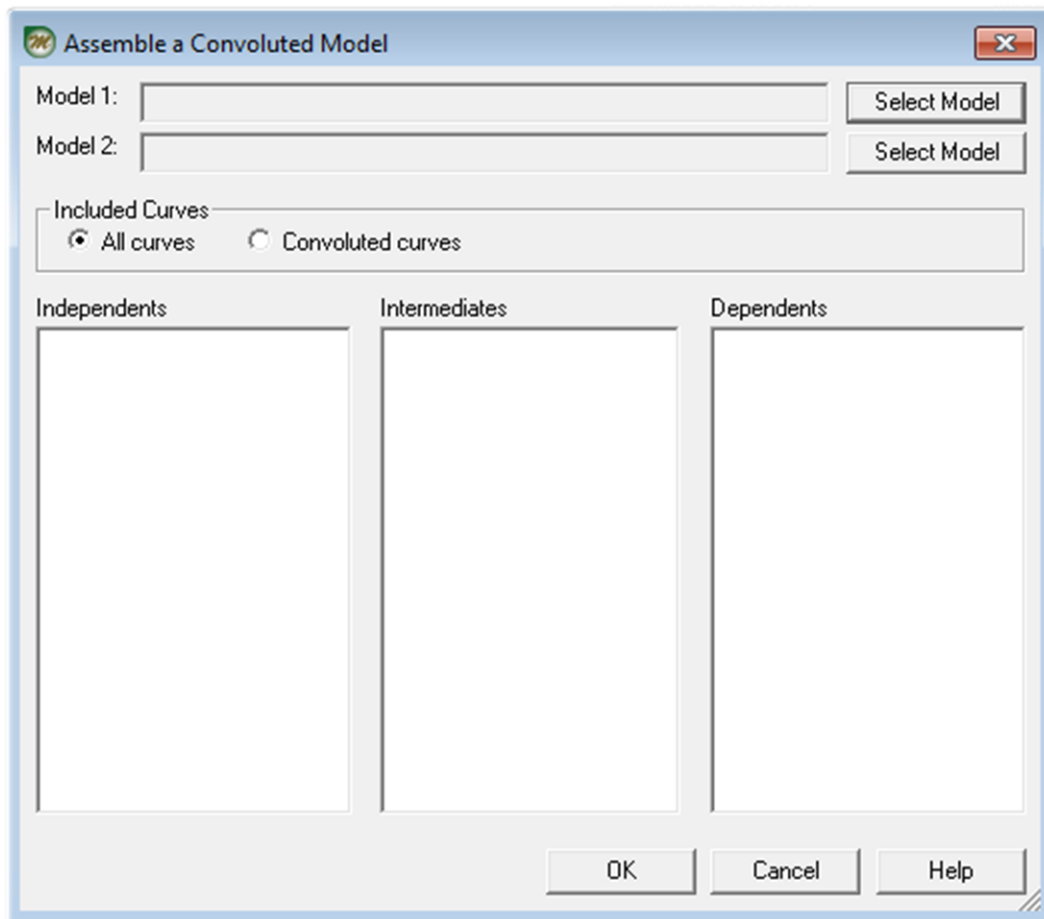 Assemble a Convoluted Model
Model 1: Select Model
Model 2: Select Model
Included Curves
All curves Convoluted curves
Independents Intermediates Dependents
OK Cancel Help